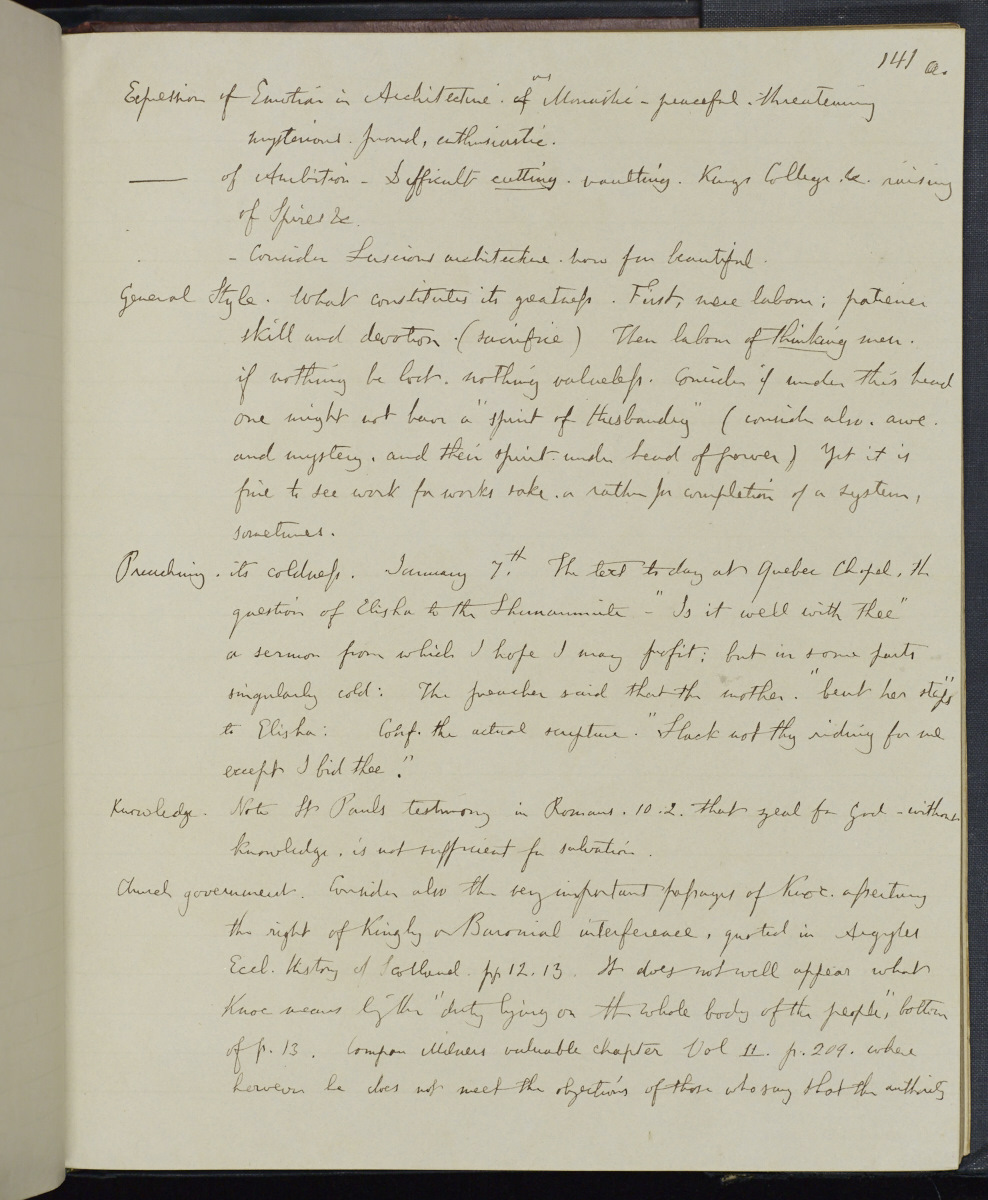 141 a.
Expression of Emotion in Architecture. of Monastic - peaceful. threatening
mysterious. proud, enthusiastic.
—— of Ambition - Difficult cutting. vaulting. Kings College &c. raising
of Spires &c.
- Consider Luscious architecture. how far beautiful.
General Style. What constitutes its greatness. First, mere labour; patience
skill and devotion. (sacrifice) Then labour of thinking men.
if nothing be lost. nothing valueless. Consider if under this head
one might not have a "spirit of Husbandry" (consider also. awe.
and mystery. and their spirit under head of power) Yet it is
fine to see work for works sake. or rather for completion of a system,
sometimes.
Preaching. its coldness. January 7th. The text today at Quebec Chapel, the
question of Elisha to the Shunammite - "Is it well with thee"
a sermon from which I hope I may profit; but in some parts
singularly cold: The preacher said that the mother. "bent her steps"
to Elisha: Conf. the actual scripture. "Slack not thy riding for me
except I bid thee."
Knowledge. Note St Pauls testimony in Romans. 10.2. that zeal for God - without
knowledge. is not sufficient for salvation.
Church government. Consider also the very important passages of Knox. asserting
the right of Kingly or Baronial interference, quoted in Argyles
Eccl. History of Scotland. pp. 12. 13. It does not well appear what
Knox means by the "duty lying on the whole body of the people", bottom
of p. 13. Compare Milners valuable chapter Vol II. p. 209. where
however he does not meet the objections of those who say that the authority